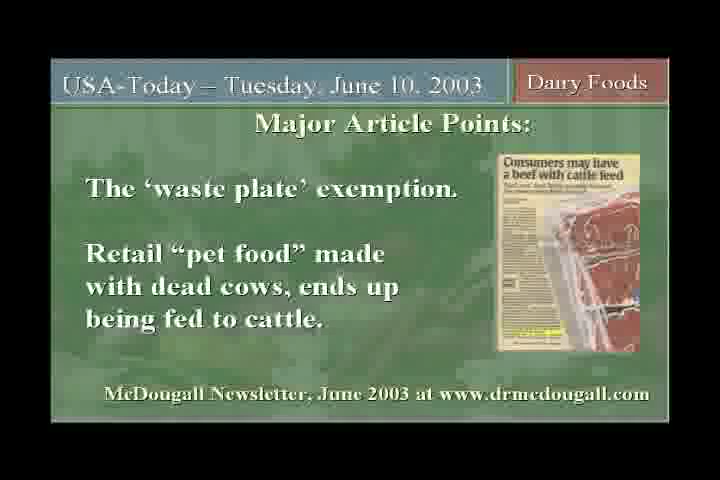 USA-Today – Tuesday, June 10, 2003
Dairy Foods
Major Article Points:
Consumers may have
a beef with cattle feed
The ‘waste plate’ exemption.
Retail “pet food” made
with dead cows, ends up
being fed to cattle.
McDougall Newsletter, June 2003 at www.drmcdougall.com